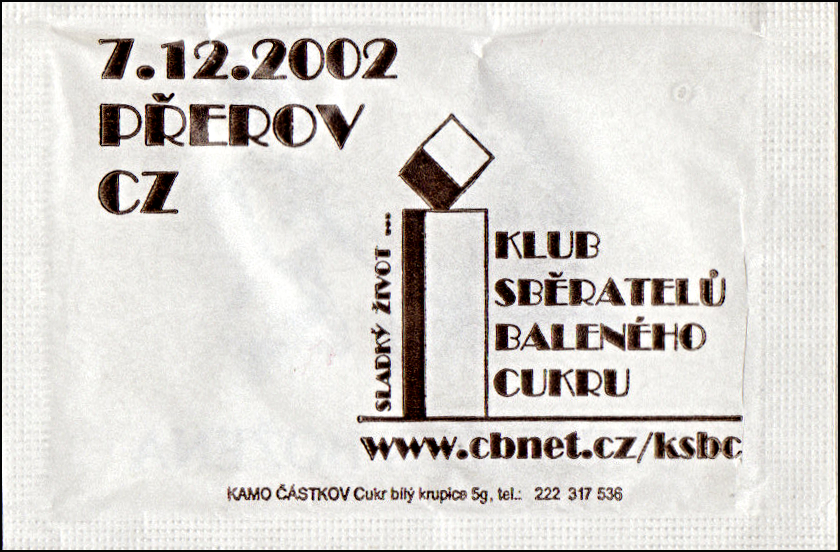 7.12.2002
PŘEROV
CZ
SLADKÝ ŽIVOT ...
KLUB
SBĚRATELŮ
BALENÉHO
CUKRU
www.cbnet.cz/ksbc
KAMO ČÁSTKOV Cukr bílý krupice 5g, tel.: 222 317 536